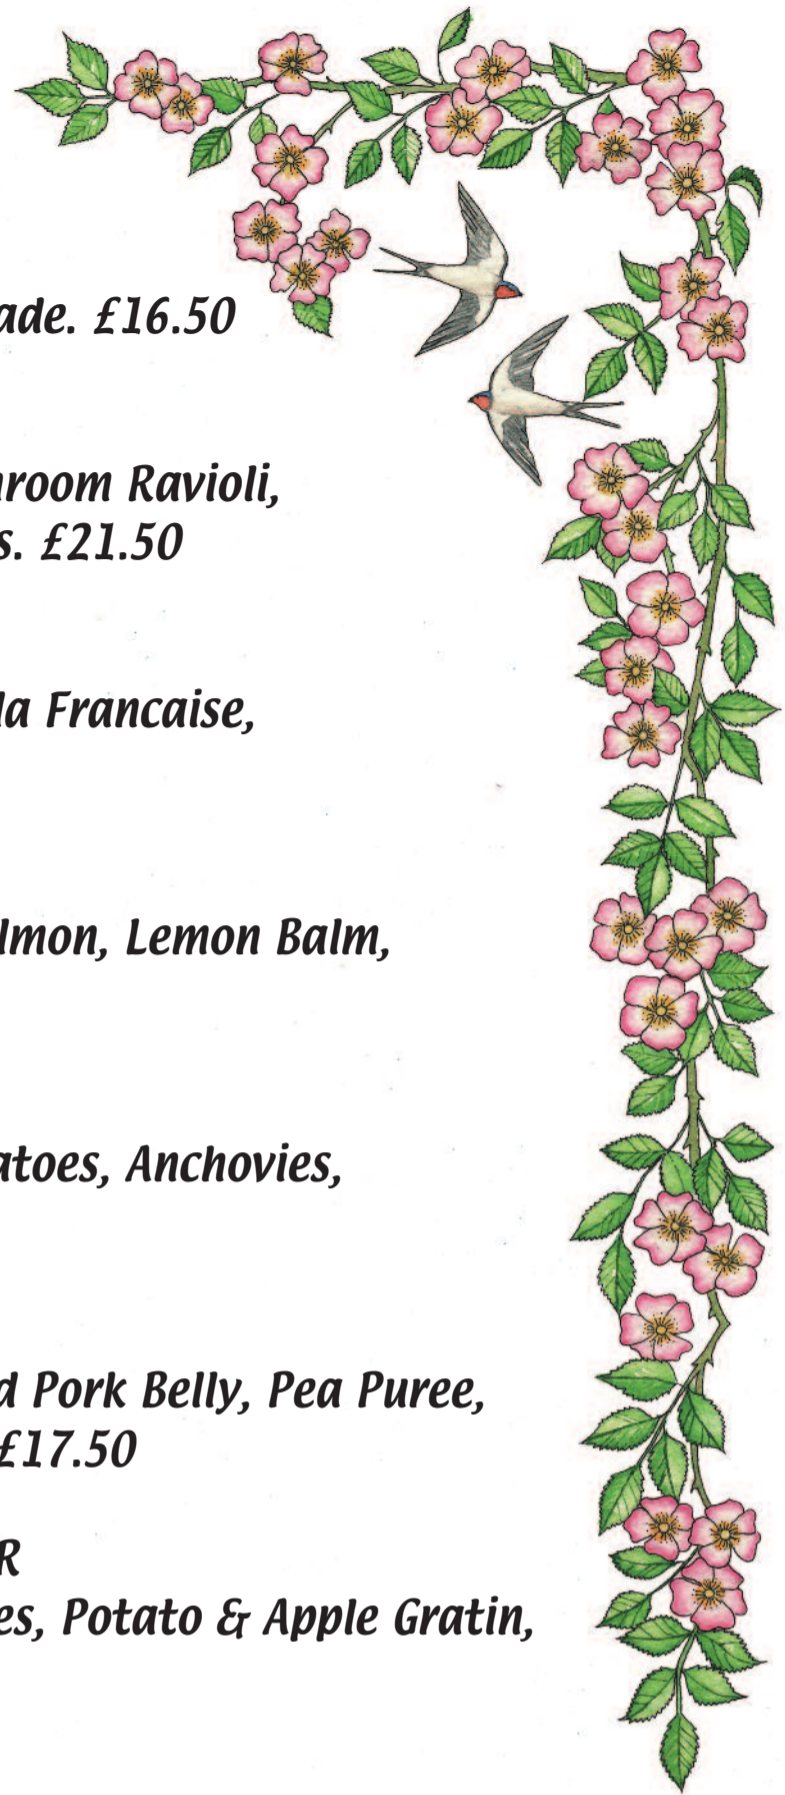 ade. £16.50
room Ravioli,
s. £21.50
la Francaise,
lmon, Lemon Balm,
atoes, Anchovies,
d Pork Belly, Pea Puree,
£17.50
R
es, Potato & Apple Gratin,